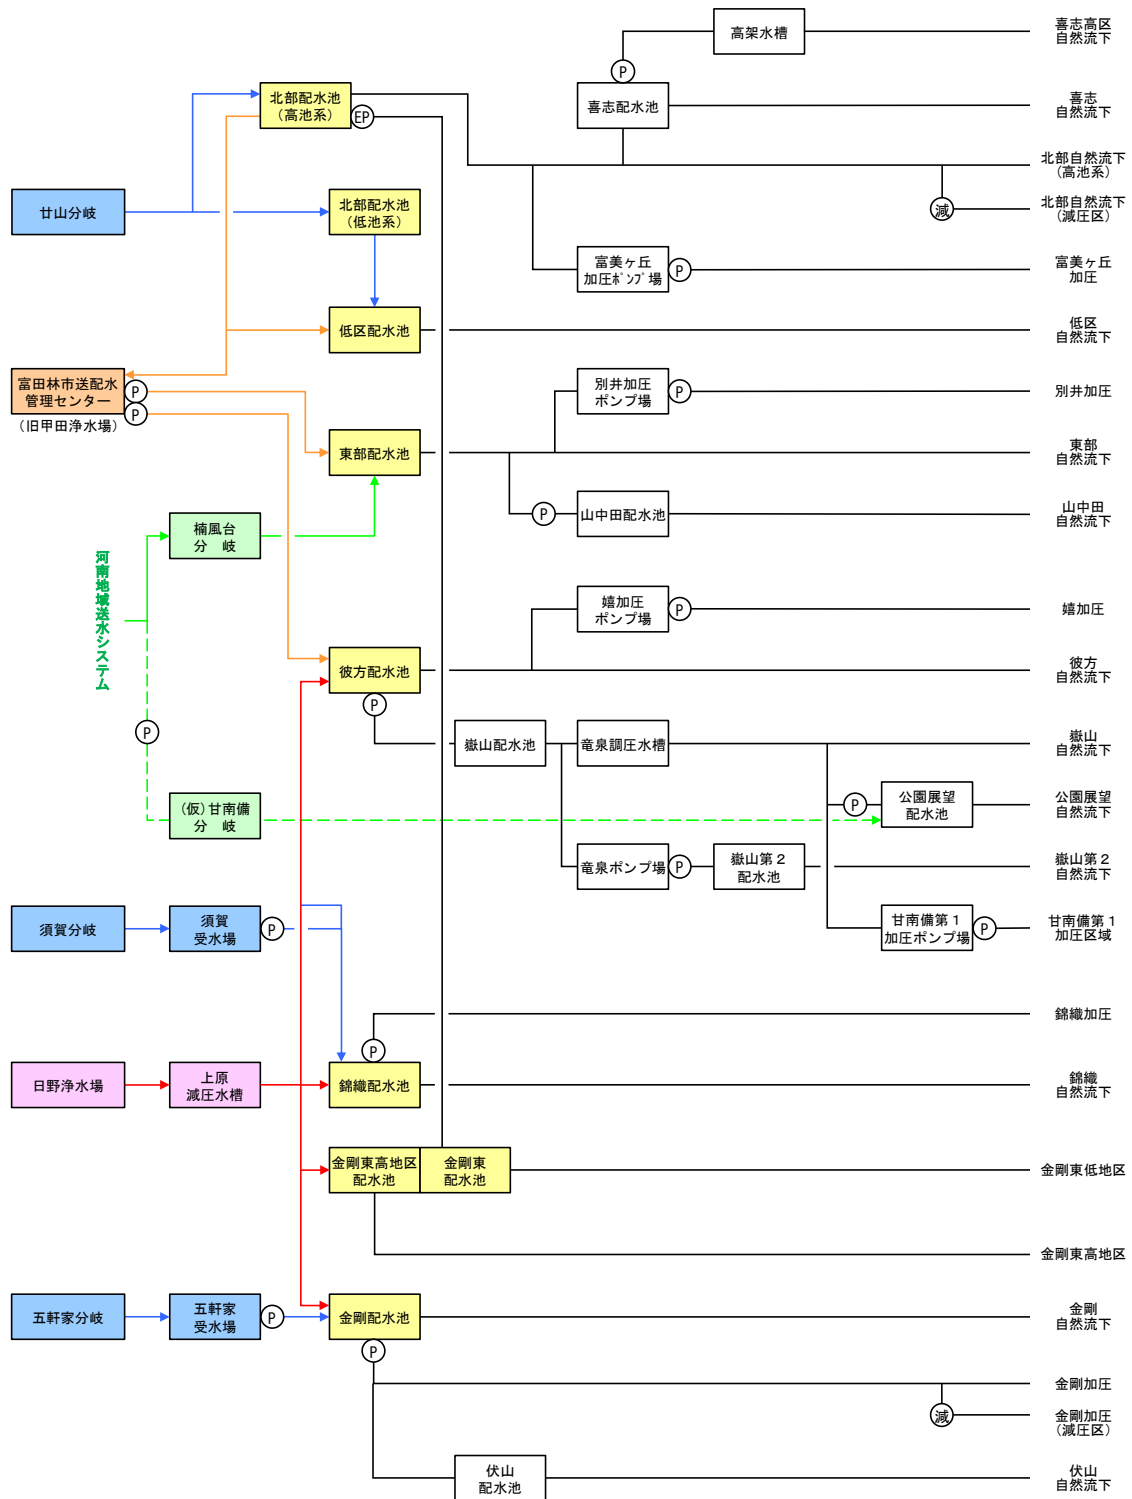 高架水槽
喜志高区
自然流下
P
北部配水池
（高池系）
EP
喜志配水池
喜志
自然流下
北部自然流下
（高池系）
廿山分岐
北部配水池
（低池系）
減
北部自然流下
（減圧区）
富美ヶ丘
加圧ﾎﾟﾝﾌﾟ場
P
富美ヶ丘
加圧
低区配水池
低区
自然流下
富田林市送配水
管理センター
P
P
（旧甲田浄水場）
別井加圧
ポンプ場
P
別井加圧
東部配水池
東部
自然流下
楠風台
分　岐
P
山中田配水池
山中田
自然流下
河南地域送水システム
嬉加圧
ポンプ場
P
嬉加圧
彼方配水池
彼方
自然流下
P
P
嶽山配水池
竜泉調圧水槽
嶽山
自然流下
（仮）甘南備
分　岐
P
公園展望
配水池
公園展望
自然流下
竜泉ポンプ場
P
嶽山第２
配水池
嶽山第２
自然流下
須賀分岐
須賀
受水場
P
甘南備第１
加圧ポンプ場
P
甘南備第１
加圧区域
錦織加圧
P
日野浄水場
上原
減圧水槽
錦織配水池
錦織
自然流下
金剛東高地区
配水池
金剛東
配水池
金剛東低地区
金剛東高地区
五軒家分岐
五軒家
受水場
P
金剛配水池
金剛
自然流下
P
金剛加圧
減
金剛加圧
（減圧区）
伏山
配水池
伏山
自然流下